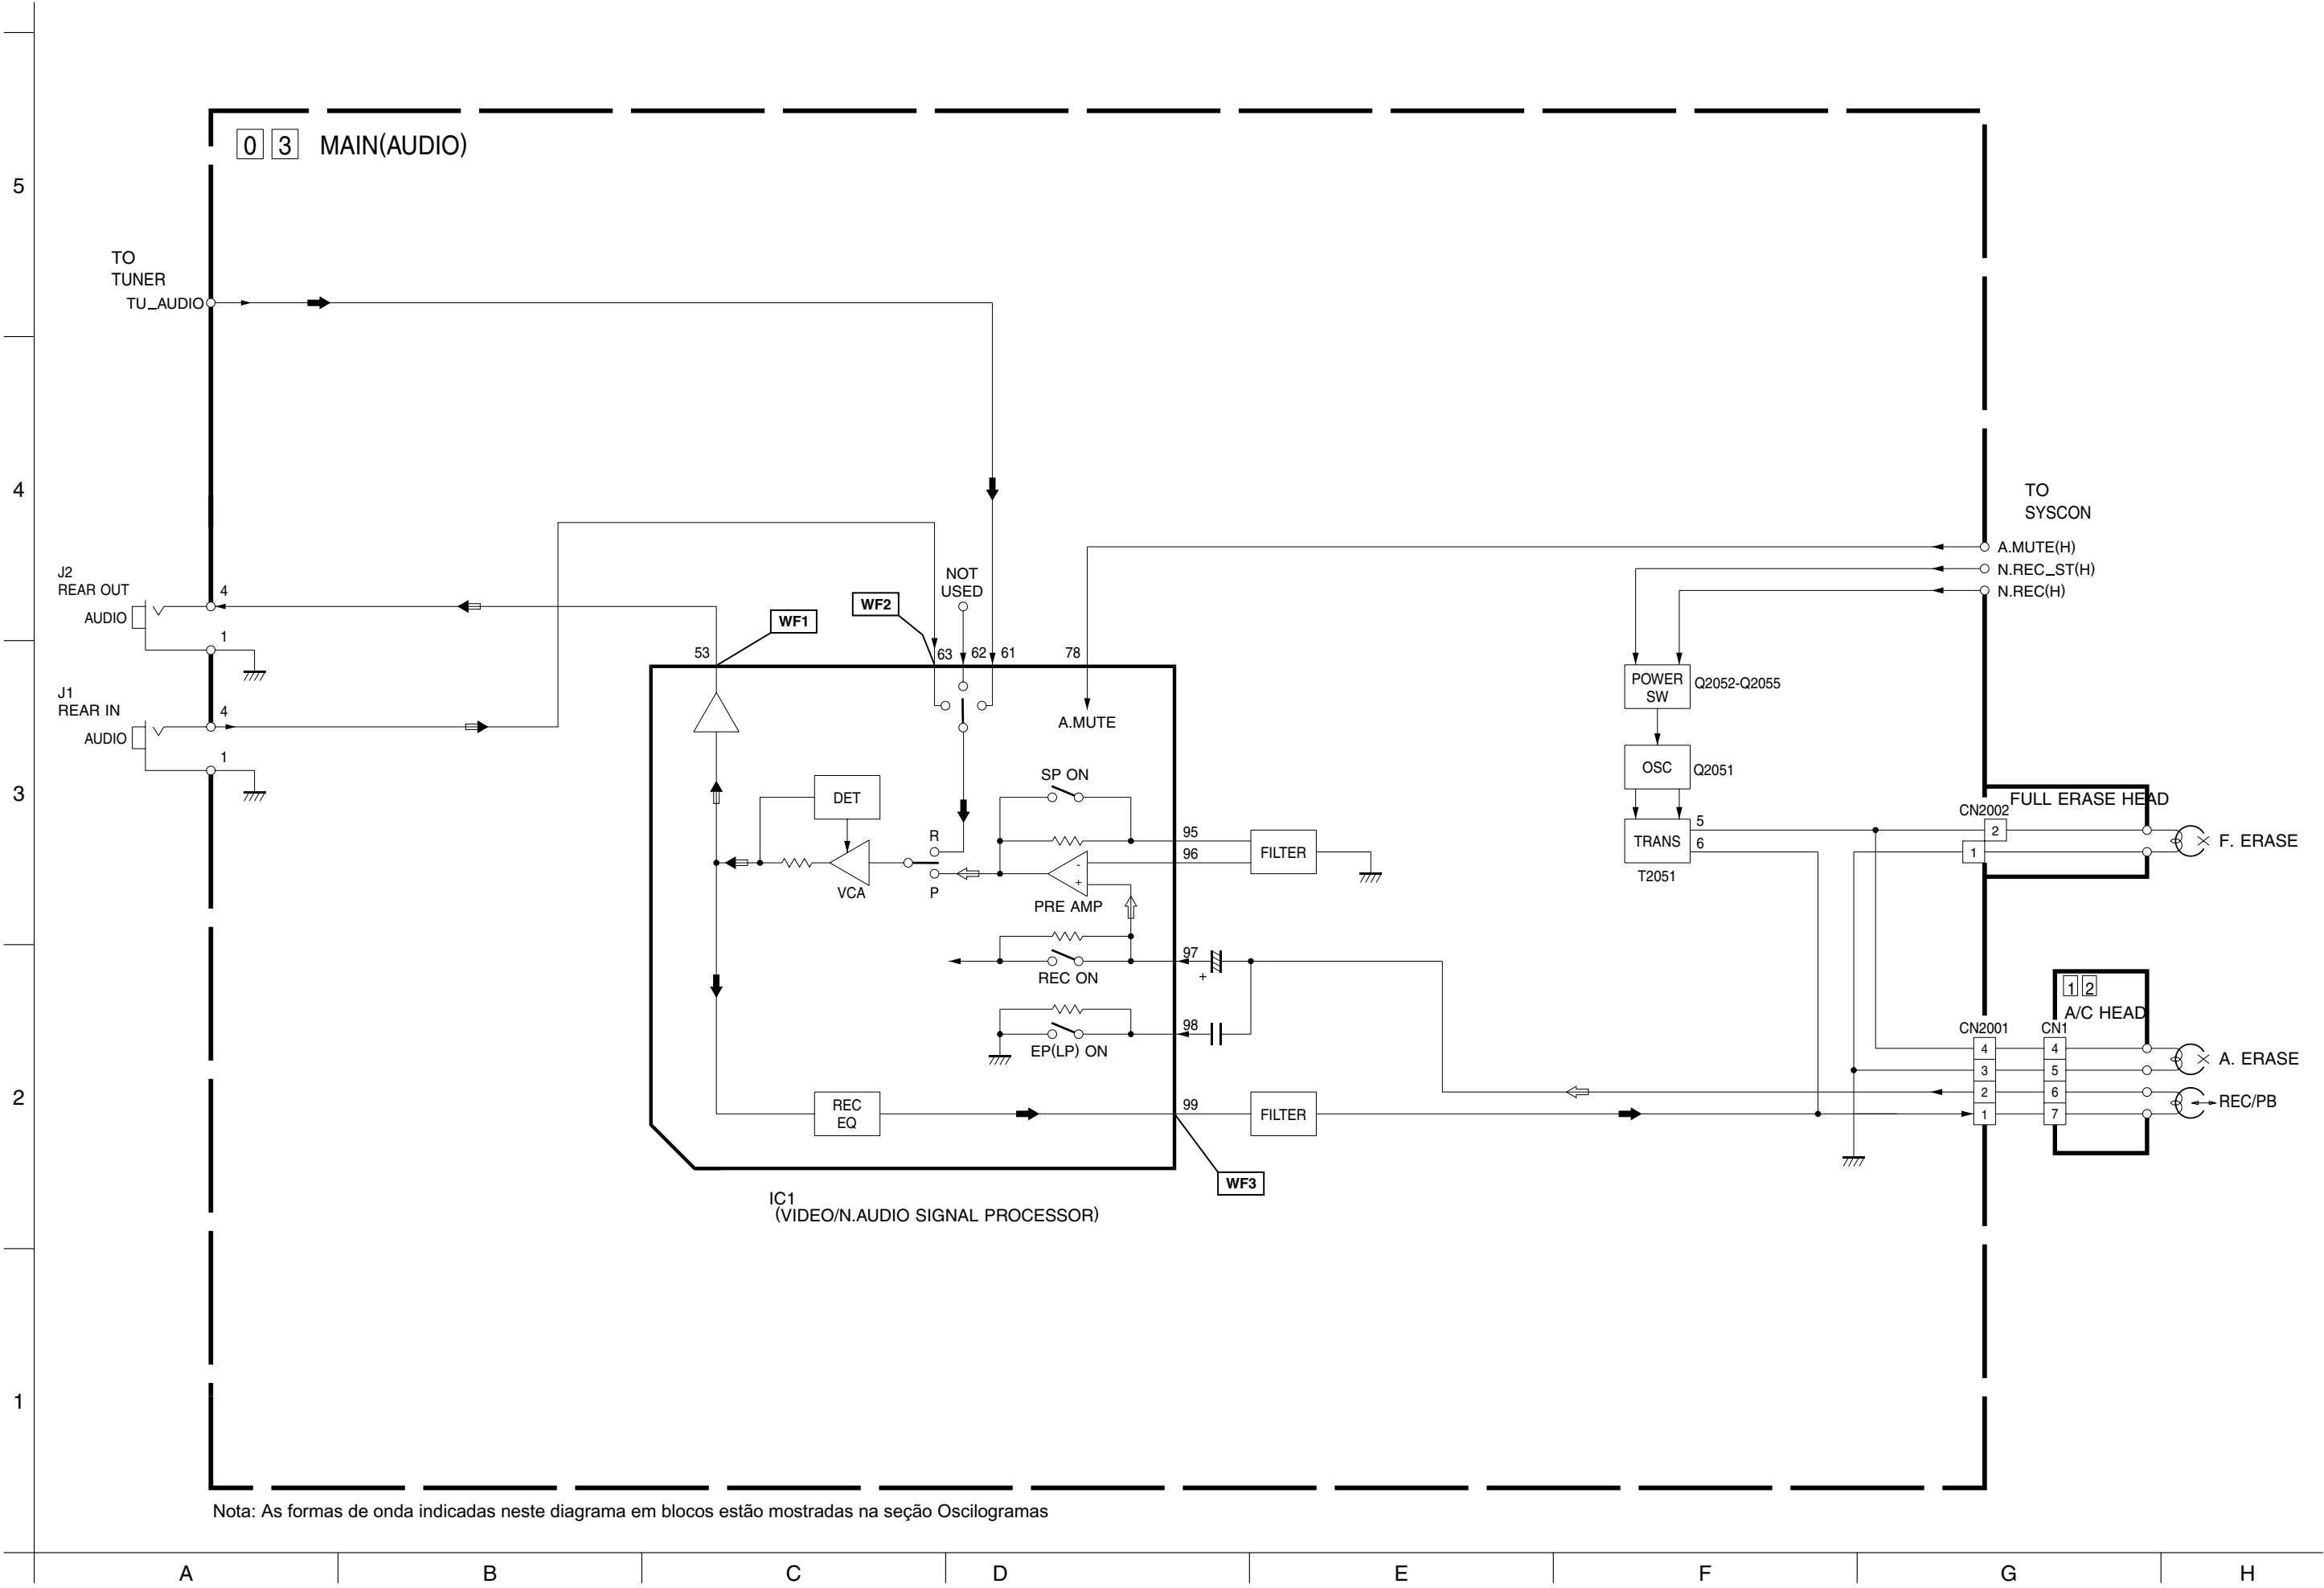 0 3 MAIN(AUDIO)
5
TO
TUNER
TU_AUDIO
4
TO
SYSCON
A.MUTE(H)
N.REC_ST(H)
N.REC(H)
J2
REAR OUT
AUDIO
4
1
NOT
USED
WF2
WF1
53
63
62
61
78
J1
REAR IN
AUDIO
4
1
A.MUTE
POWER
SW
Q2052-Q2055
OSC
Q2051
3
SP ON
DET
FULL ERASE HEAD
CN2002
2
1
F. ERASE
R
P
VCA
-
+
PRE AMP
95
96
FILTER
TRANS
5
6
T2051
REC ON
97
+
98
EP(LP) ON
1 2
A/C HEAD
CN2001
CN1
4
4
3
5
2
6
1
7
A. ERASE
REC/PB
2
REC
EQ
99
FILTER
WF3
IC1
(VIDEO/N.AUDIO SIGNAL PROCESSOR)
1
Nota: As formas de onda indicadas neste diagrama em blocos estão mostradas na seção Oscilogramas
A
B
C
D
E
F
G
H